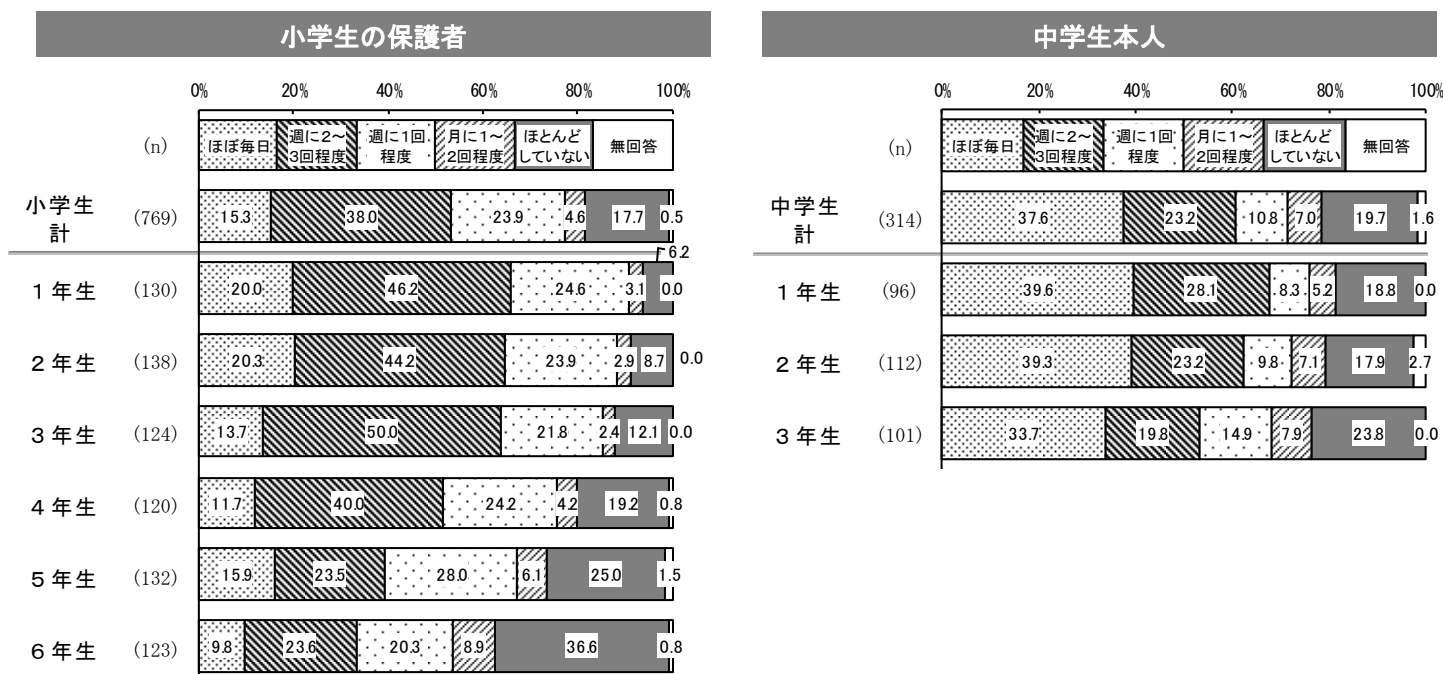 小学生の保護者
0% 20% 40% 60% 80% 100%
(n) ほぼ毎日 週に2～3回程度 週に1回程度 月に1～2回程度 ほとんどしていない 無回答
小学生計 (769) 15.3 38.0 23.9 4.6 17.7 0.5
6.2
1年生 (130) 20.0 46.2 24.6 3.1 0.0
2年生 (138) 20.3 44.2 23.9 2.9 8.7 0.0
3年生 (124) 13.7 50.0 21.8 2.4 12.1 0.0
4年生 (120) 11.7 40.0 24.2 4.2 19.2 0.8
5年生 (132) 15.9 23.5 28.0 6.1 25.0 1.5
6年生 (123) 9.8 23.6 20.3 8.9 36.6 0.8
中学生本人
0% 20% 40% 60% 80% 100%
(n) ほぼ毎日 週に2～3回程度 週に1回程度 月に1～2回程度 ほとんどしていない 無回答
中学生計 (314) 37.6 23.2 10.8 7.0 19.7 1.6
1年生 (96) 39.6 28.1 8.3 5.2 18.8 0.0
2年生 (112) 39.3 23.2 9.8 7.1 17.9 2.7
3年生 (101) 33.7 19.8 14.9 7.9 23.8 0.0